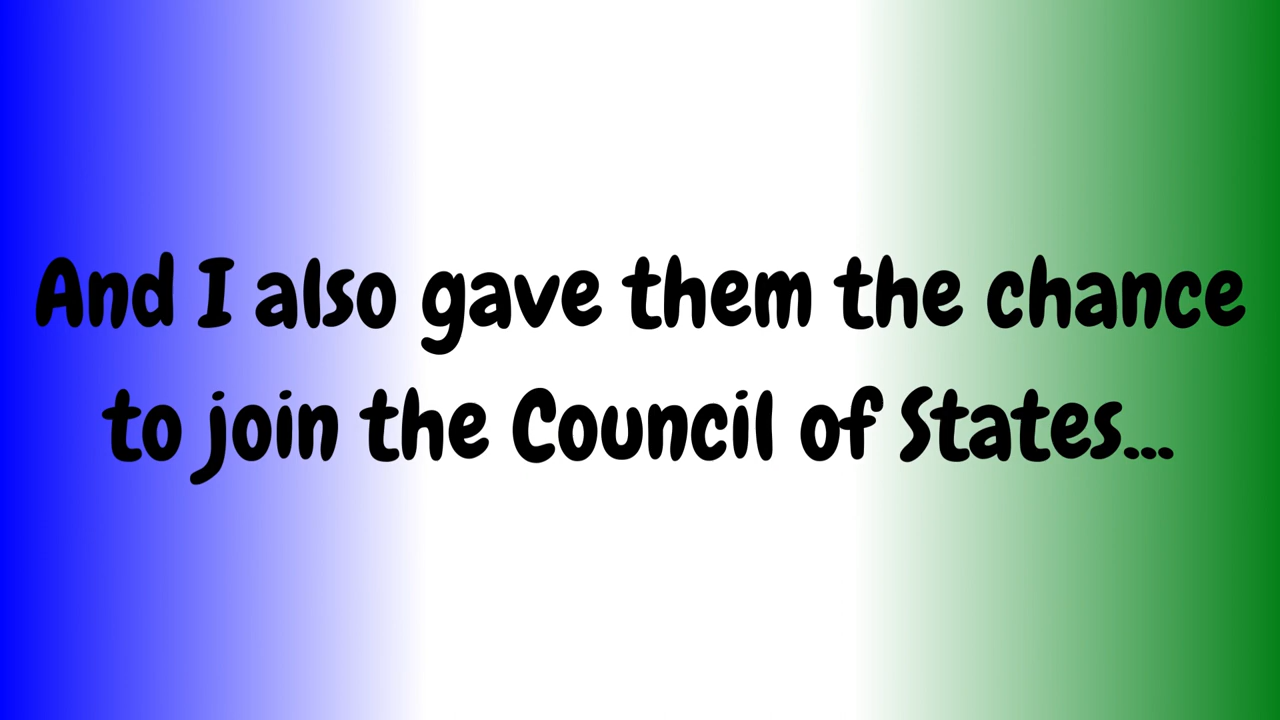 And I also gave them the chance
to join the Council of States...